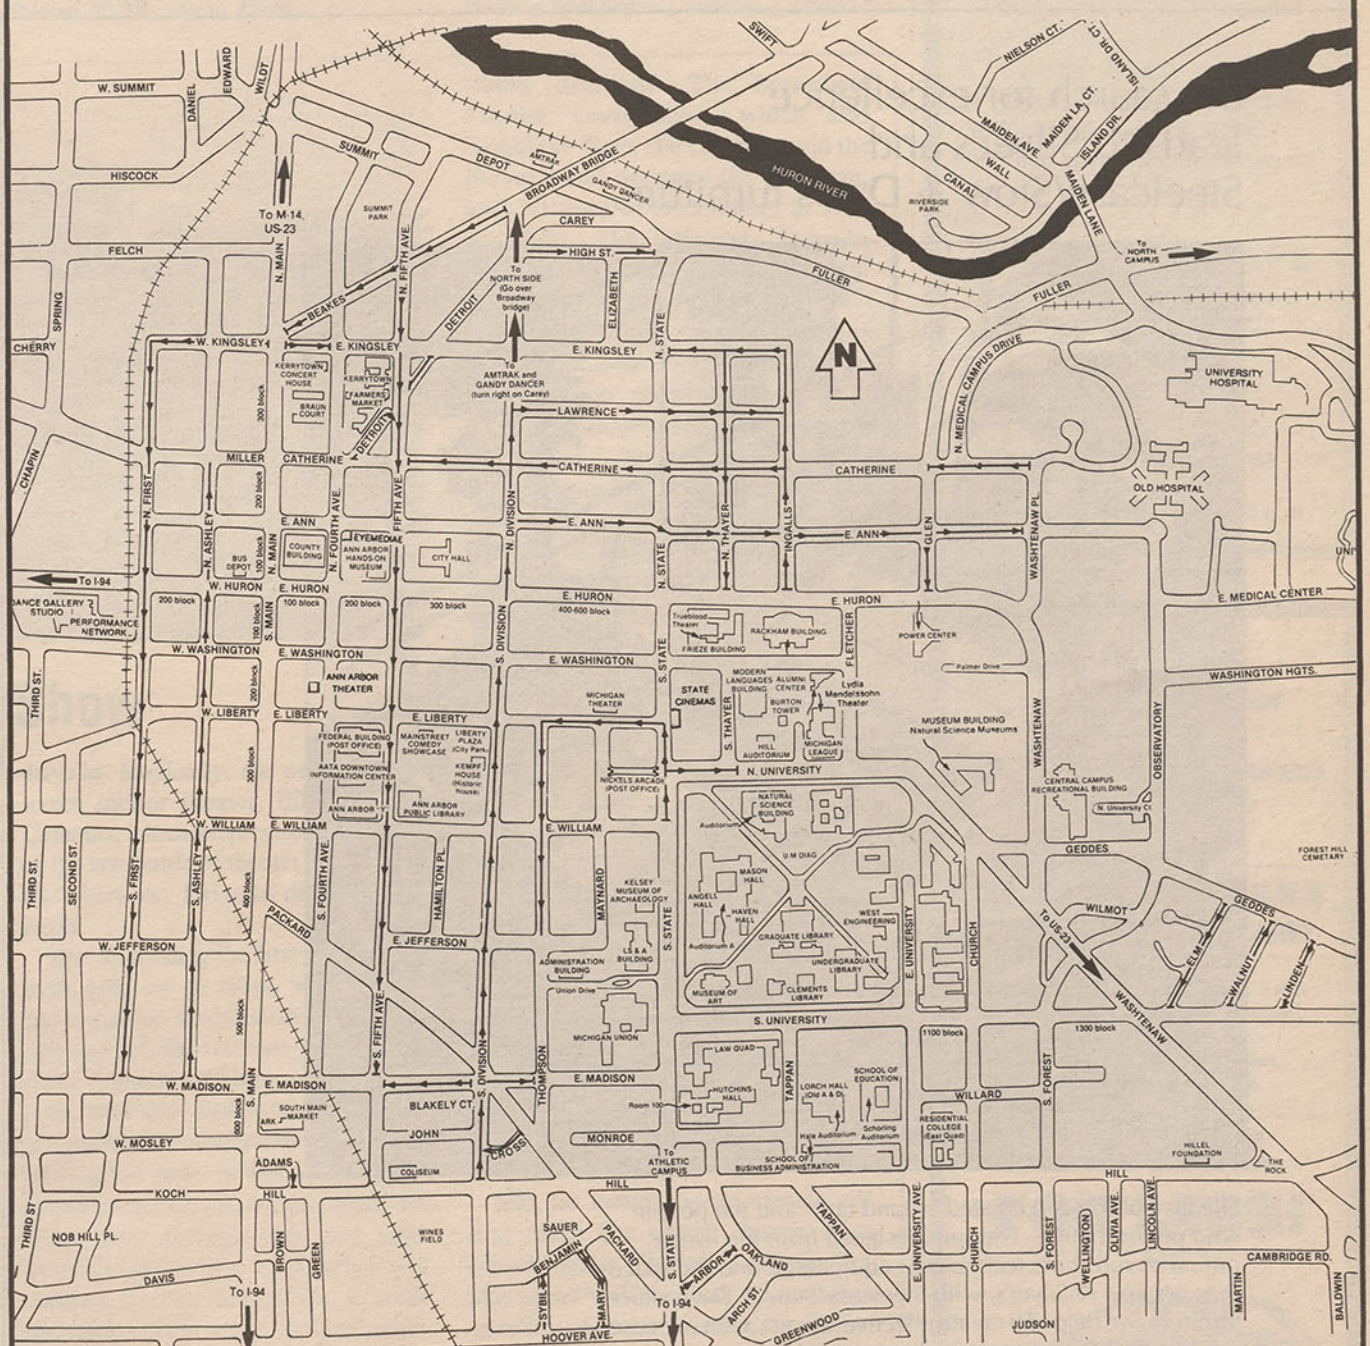 SWIFT
NIELSON CT.
ISLAND DR. CT.
W. SUMMIT
DANIEL
EDWARD
WILDT
MAIDEN AVE
MAIDEN LA. CT.
ISLAND DR.
WALL
CANAL
MAIDEN LANE
SUMMIT
DEPOT
AMTRAK
BROADWAY BRIDGE
GANDY DANCER
HURON RIVER
RIVERSIDE
PARK
HISCOCK
SUMMIT
PARK
To M-14,
US-23
CAREY
HIGH ST.
To
NORTH
CAMPUS
FELCH
N. MAIN
N. FIFTH AVE.
BEAKES
DETROIT
To
NORTH SIDE
(Go over
Broadway
bridge)
ELIZABETH
N. STATE
FULLER
FULLER
SPRING
CHERRY
W. KINGSLEY
E. KINGSLEY
E. KINGSLEY
N
N. MEDICAL CAMPUS DRIVE
UNIVERSITY
HOSPITAL
KERRYTOWN
CONCERT
HOUSE
BRAUN
COURT
KERRYTOWN
FARMERS
MARKET
To
AMTRAK and
GANDY DANCER
(turn right on Carey)
300 block
LAWRENCE
DETROIT
CHAPIN
MILLER
CATHERINE
CATHERINE
CATHERINE
OLD HOSPITAL
N. FIRST
N. ASHLEY
200 block
N. FOURTH AVE.
FIFTH AVE.
N. DIVISION
N. THAYER
INGALLS
GLEN
WASHTENAW PL.
E. ANN
E. ANN
E. ANN
BUS
DEPOT
100 block
N. MAIN
COUNTY
BUILDING
EYEMEDIAE
ANN ARBOR
HANDS-ON
MUSEUM
CITY HALL
N. STATE
UNI
To I-94
W. HURON
E. HURON
E. HURON
E. HURON
E. MEDICAL CENTER
DANCE GALLERY
STUDIO
PERFORMANCE
NETWORK
200 block
100 block
200 block
300 block
400-600 block
100 block
S. MAIN
Trueblood
Theater
FRIEZE BUILDING
RACKHAM BUILDING
FLETCHER
POWER CENTER
W. WASHINGTON
E. WASHINGTON
E. WASHINGTON
S. DIVISION
S. STATE
Palmer Drive
WASHINGTON HGTS.
THIRD ST.
200 block
ANN ARBOR
THEATER
MICHIGAN
THEATER
STATE
CINEMAS
MODERN
LANGUAGES
BUILDING
ALUMNI
CENTER
BURTON
TOWER
Lydia
Mendelssohn
Theater
W. LIBERTY
E. LIBERTY
E. LIBERTY
S. THAYER
HILL
AUDITORIUM
MICHIGAN
LEAGUE
MUSEUM BUILDING
Natural Science Museums
WASHTENAW
OBSERVATORY
FEDERAL BUILDING
(POST OFFICE)
MAINSTREET
COMEDY
SHOWCASE
LIBERTY
PLAZA
(City Park)
AATA DOWNTOWN
INFORMATION CENTER
KEMPF
HOUSE
(Historic
House)
300 block
NICKELS ARCADE
(POST OFFICE)
N. UNIVERSITY
ANN ARBOR "Y"
ANN ARBOR
PUBLIC LIBRARY
NATURAL
SCIENCE
BUILDING
Auditorium
CENTRAL CAMPUS
RECREATIONAL BUILDING
N. University Ct.
W. WILLIAM
E. WILLIAM
E. WILLIAM
U M DIAG
GEDDES
FOREST HILL
CEMETARY
THIRD ST.
SECOND ST.
S. FIRST
S. ASHLEY
400 block
S. FOURTH AVE.
HAMILTON PL.
MAYNARD
KELSEY
MUSEUM OF
ARCHAEOLOGY
S. STATE
MASON
HALL
ANGELL
HALL
HAVEN
HALL
Auditorium A
WEST
ENGINEERING
GRADUATE LIBRARY
UNDERGRADUATE
LIBRARY
E. UNIVERSITY
CHURCH
WILMOT
GEDDES
To US-23
ELM
WALNUT
LINDEN
PACKARD
W. JEFFERSON
E. JEFFERSON
ADMINISTRATION
BUILDING
LS & A
BUILDING
Union Drive
MUSEUM OF
ART
CLEMENTS
LIBRARY
500 block
S. FIFTH AVE.
S. DIVISION
THOMPSON
MICHIGAN UNION
S. UNIVERSITY
1100 block
1300 block
WASHTENAW
LAW QUAD
HUTCHINS
HALL
Room 100
TAPPAN
LORCH HALL
(Old A & D)
SCHOOL OF
EDUCATION
Hale Auditorium
Schorling
Auditorium
WILLARD
S. FOREST
W. MADISON
E. MADISON
E. MADISON
S. MAIN
600 block
BLAKELY CT.
RESIDENTIAL
COLLEGE
(East Quad)
SOUTH MAIN
MARKET
ARK
JOHN
CROSS
MONROE
W. MOSLEY
ADAMS
COLISEUM
To
ATHLETIC
CAMPUS
SCHOOL OF
BUSINESS ADMINISTRATION
HILLEL
FOUNDATION
THE
ROCK
KOCH
HILL
HILL
HILL
THIRD ST
NOB HILL PL.
BROWN
GREEN
WINES
FIELD
SAUER
BENJAMIN
PACKARD
S. STATE
TAPPAN
E. UNIVERSITY AVE.
CHURCH
S. FOREST
WELLINGTON
OLIVIA AVE.
LINCOLN AVE.
CAMBRIDGE RD.
DAVIS
To I-94
SYBIL
MARY
To I-94
ARBOR
OAKLAND
ARCH ST.
GREENWOOD
MARTIN
BALDWIN
HOOVER AVE.
JUDSON